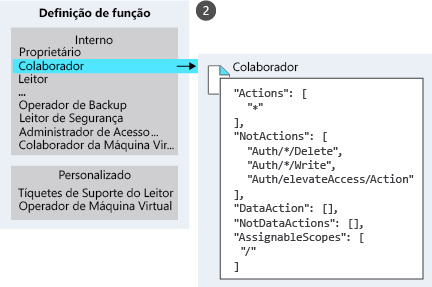 Definição de função
2
Interno
Proprietário
Colaborador
Leitor
...
Operador de Backup
Leitor de Segurança
Administrador de Acesso...
Colaborador da Máquina Vir...
Personalizado
Tíquetes de Suporte do Leitor
Operador de Máquina Virtual
Colaborador
"Actions": [
"*"
],
"NotActions": [
"Auth/*/Delete",
"Auth/*/Write",
"Auth/elevateAccess/Action"
],
"DataAction": [],
"NotDataActions": [],
"AssignableScopes": [
"/"
]